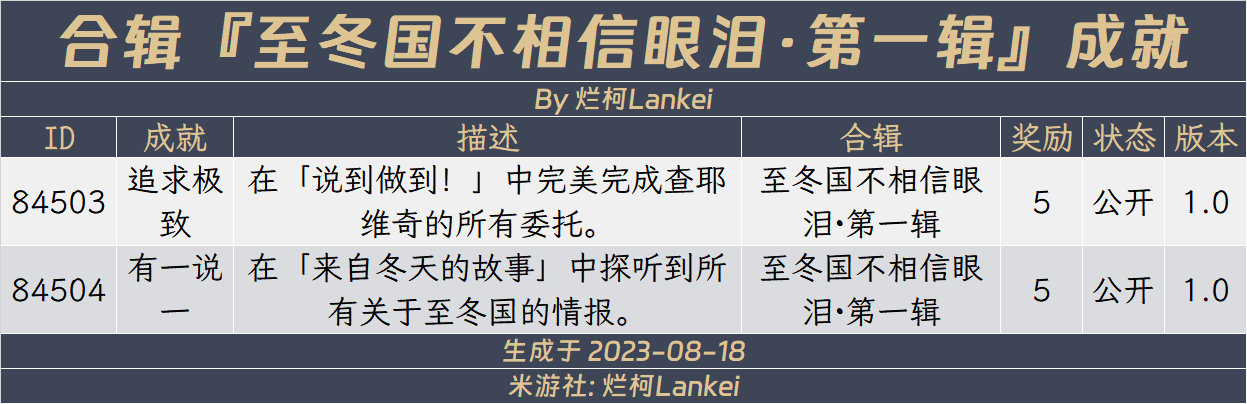 合辑『至冬国不相信眼泪·第一辑』成就
By 烂柯Lankei
ID 成就 描述 合辑 奖励 状态 版本
84503 追求极致 在「说到做到！」中完美完成查耶维奇的所有委托。 至冬国不相信眼泪·第一辑 5 公开 1.0
84504 有一说一 在「来自冬天的故事」中探听到所有关于至冬国的情报。 至冬国不相信眼泪·第一辑 5 公开 1.0
生成于 2023-08-18
米游社: 烂柯Lankei